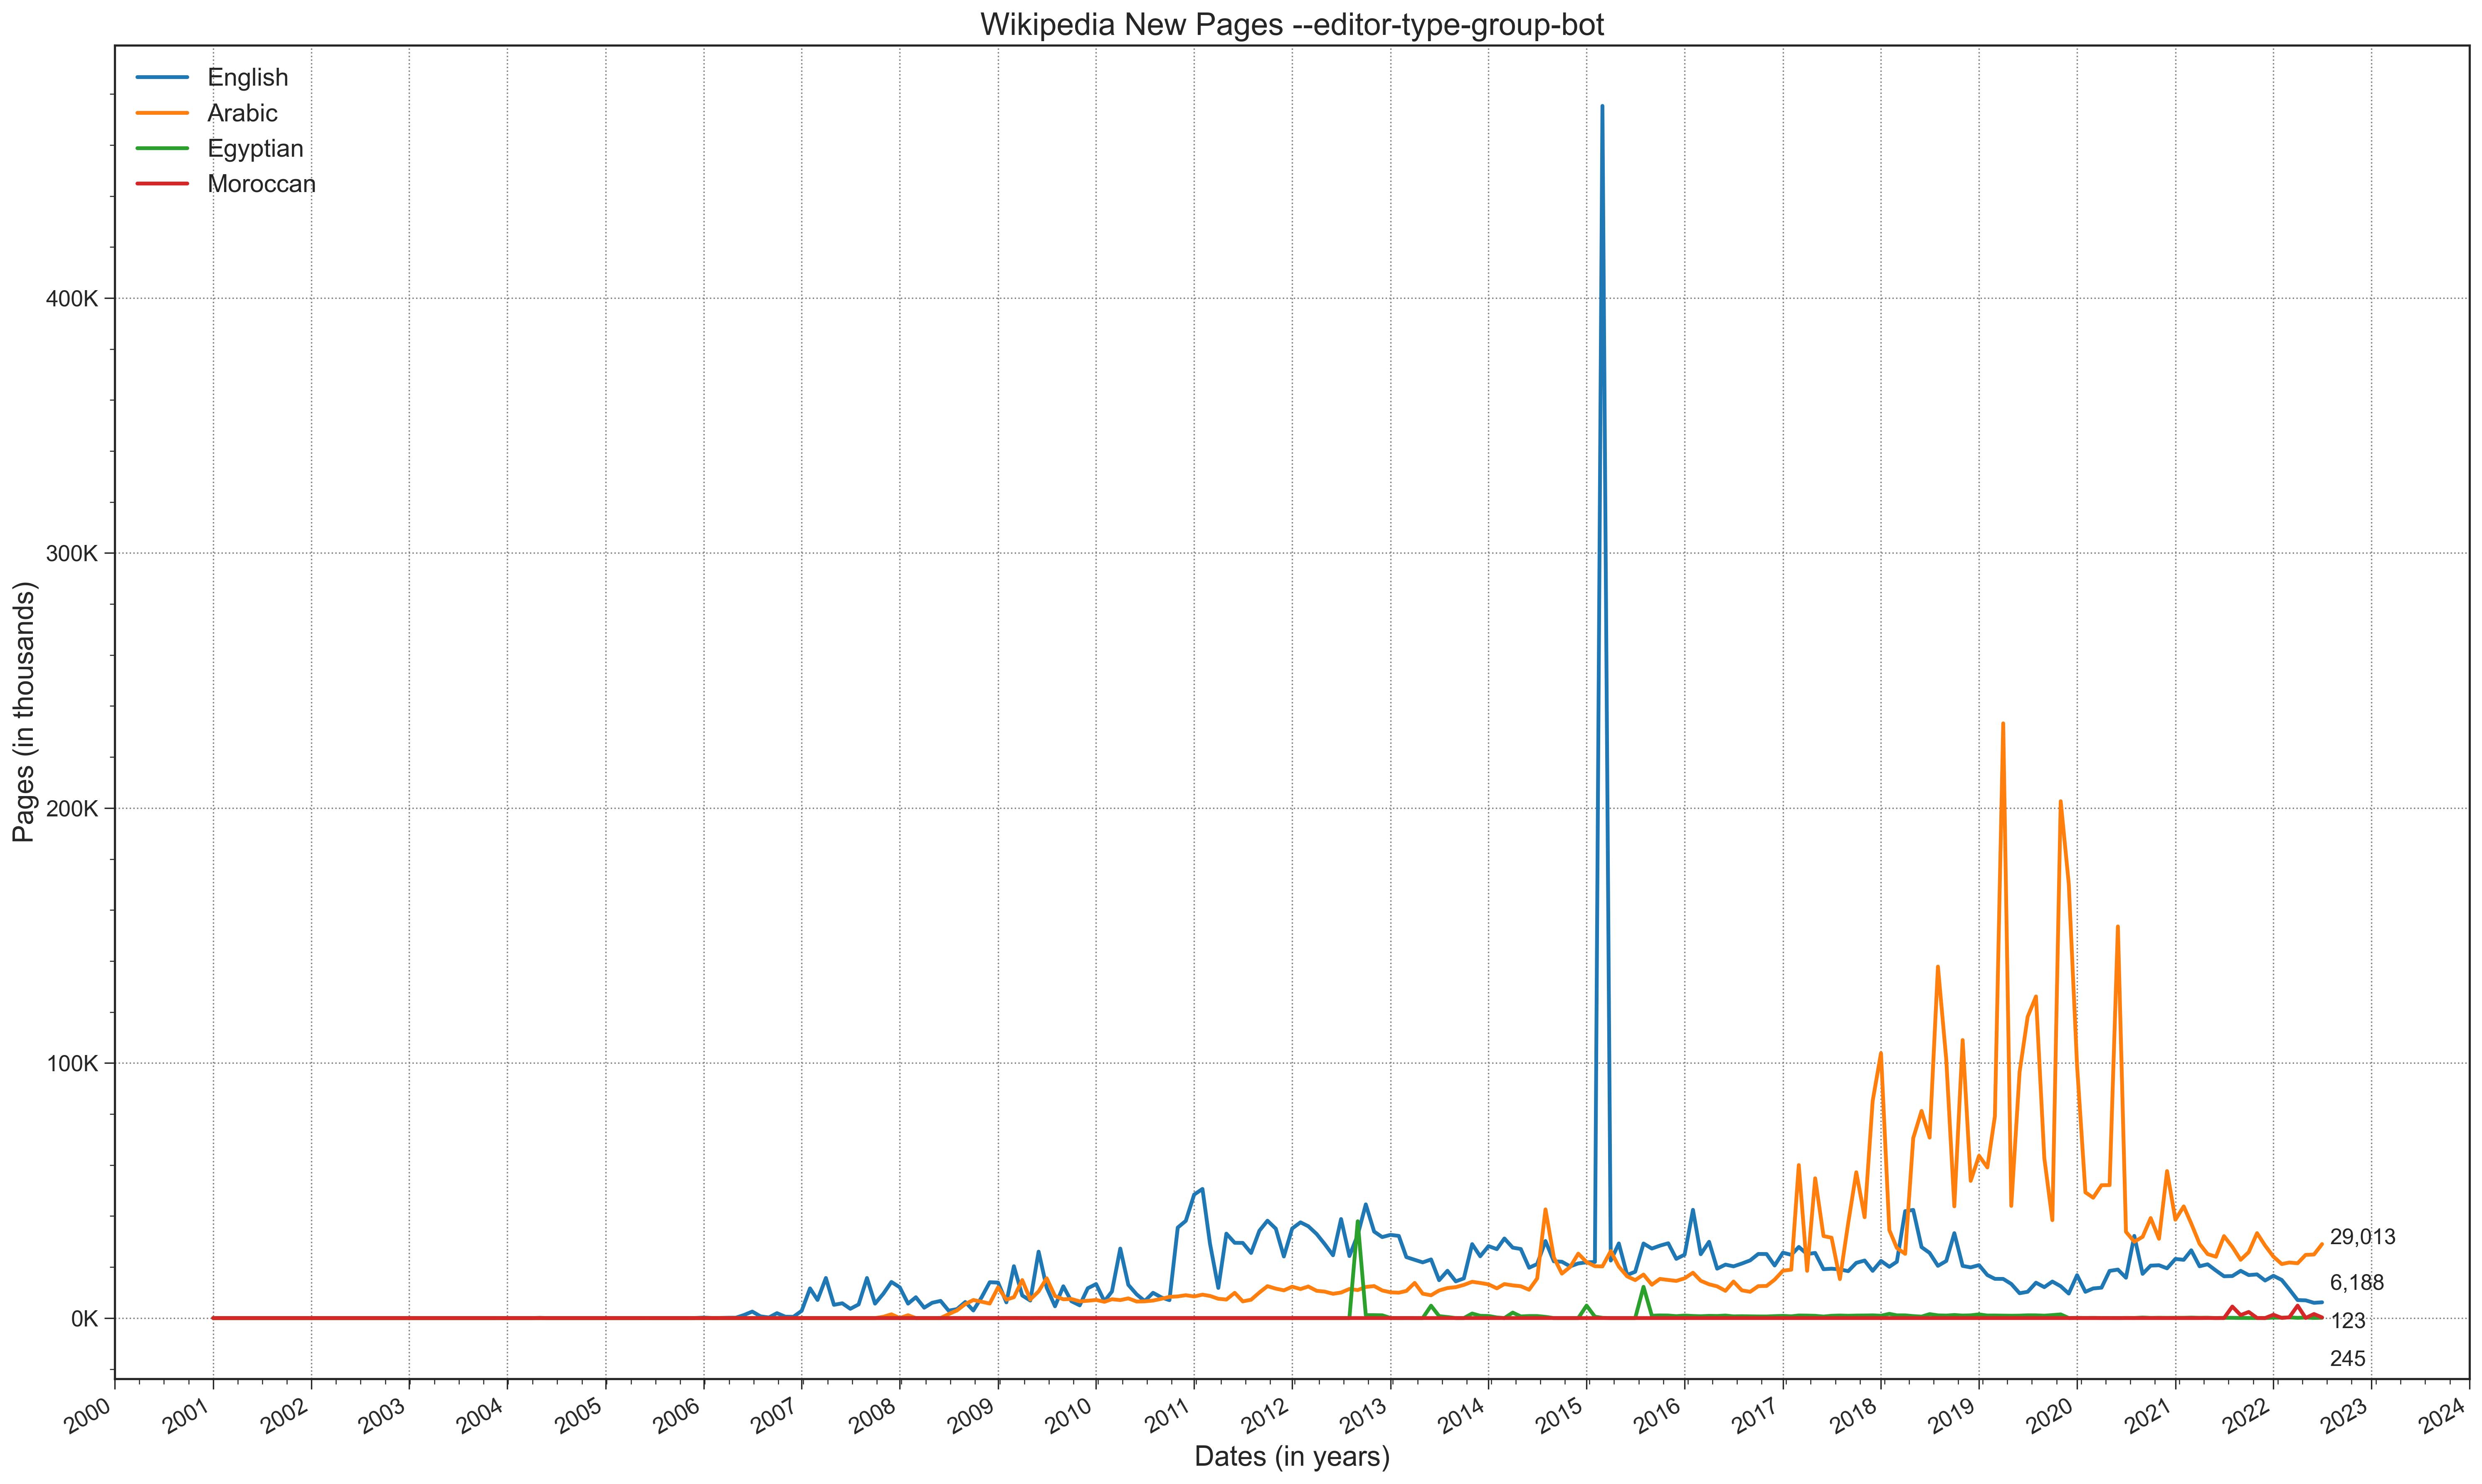 Wikipedia New Pages --editor-type-group-bot
English
Arabic
Egyptian
Moroccan
Pages (in thousands)
400K
300K
200K
100K
0K
29,013
6,188
123
245
2000
2001
2002
2003
2004
2005
2006
2007
2008
2009
2010
2011
2012
2013
2014
2015
2016
2017
2018
2019
2020
2021
2022
2023
2024
Dates (in years)